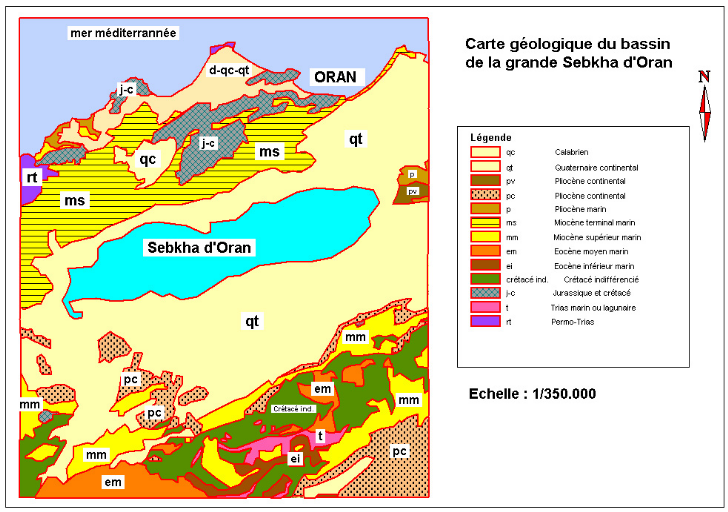 mer méditerrannée
Carte géologique du bassin
de la grande Sebkha d'Oran
N
d-qc-qt
ORAN
j-c
qt
Légende
qc Calabrien
qt Quaternaire continental
pv Pliocène continental
pc Pliocène continental
p Pliocène marin
ms Miocène terminal marin
mm Miocène supérieur marin
em Eocène moyen marin
ei Eocène inférieur marin
crétacé ind. Crétacé indifférencié
j-c Jurassique et crétacé
t Trias marin ou lagunaire
rt Permo-Trias
j-c
qc
ms
rt
p
pv
ms
Sebkha d'Oran
qt
mm
pc
em
Echelle : 1/350.000
mm
pc
Crétacé ind.
mm
t
mm
ei
pc
em